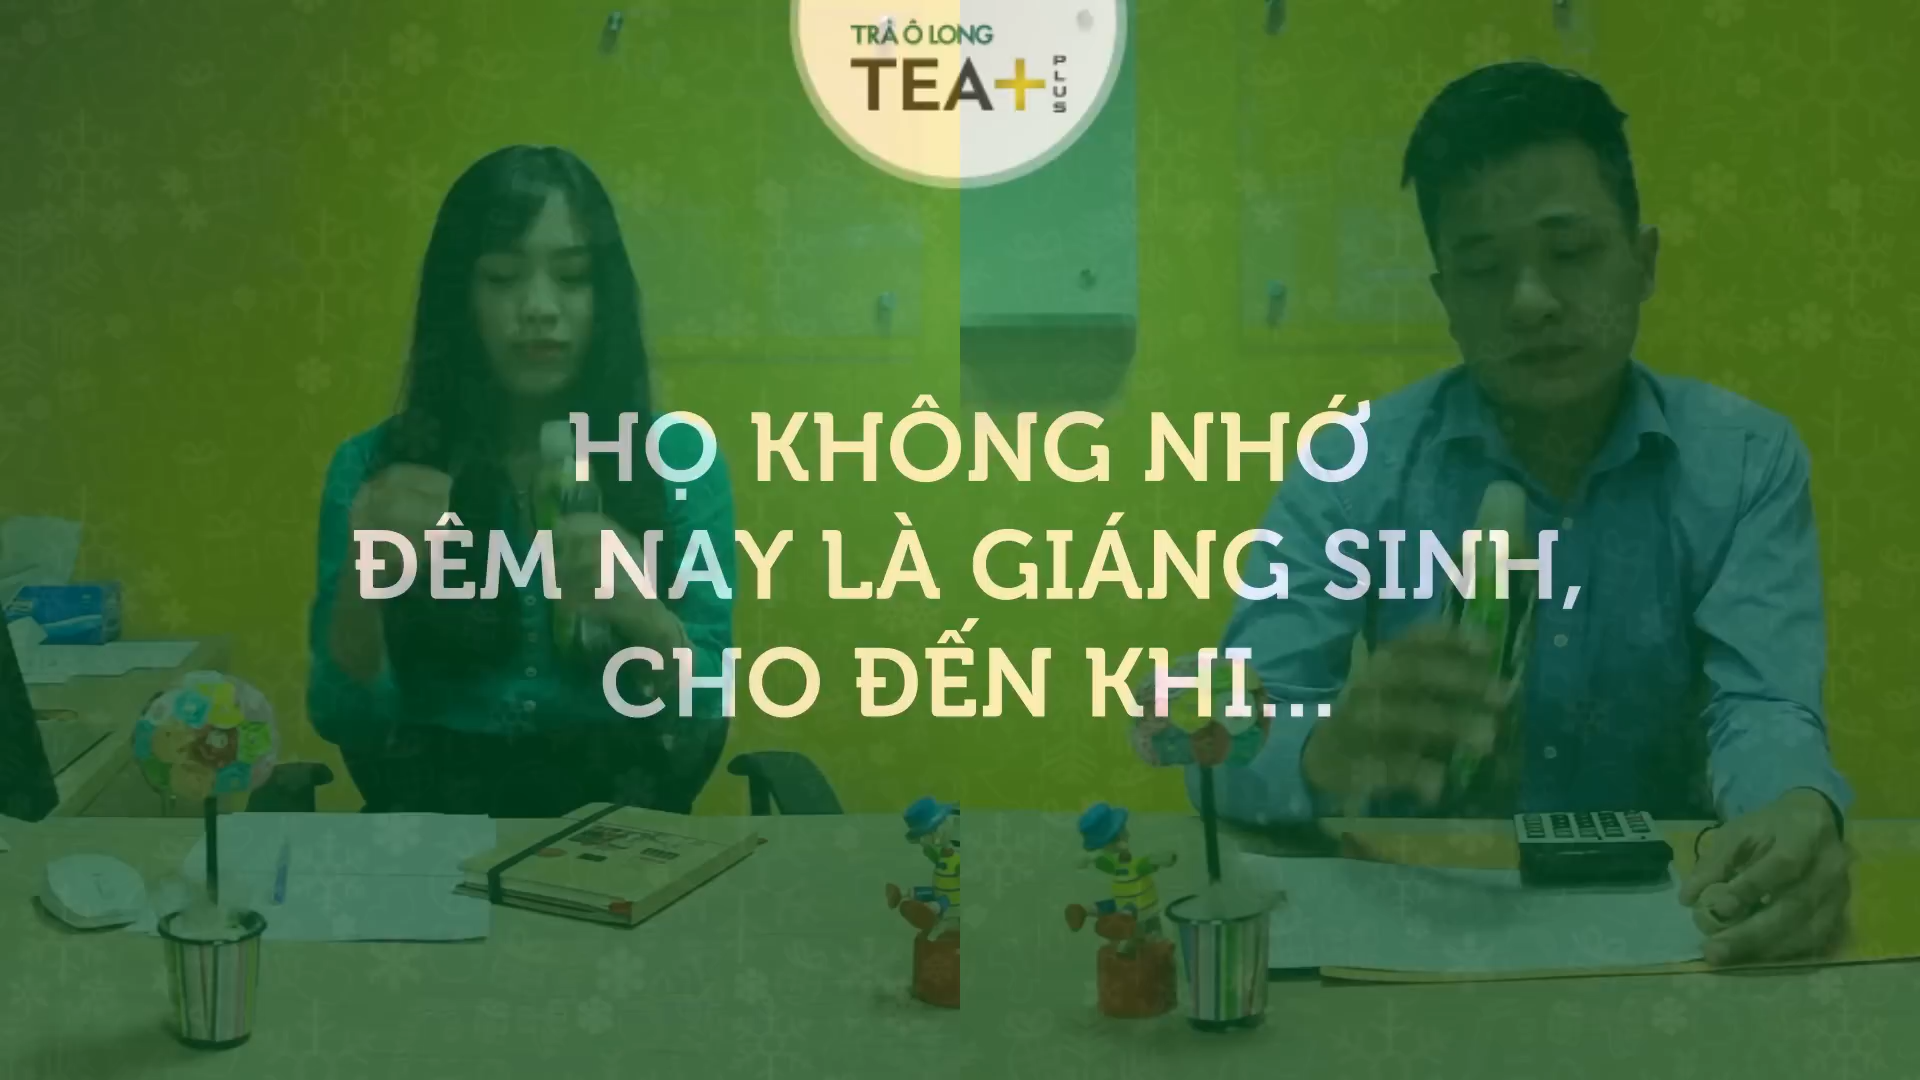 TRÀ Ô LONG
TEA+ PLUS
HỌ KHÔNG NHỚ
ĐÊM NAY LÀ GIÁNG SINH,
CHO ĐẾN KHI...